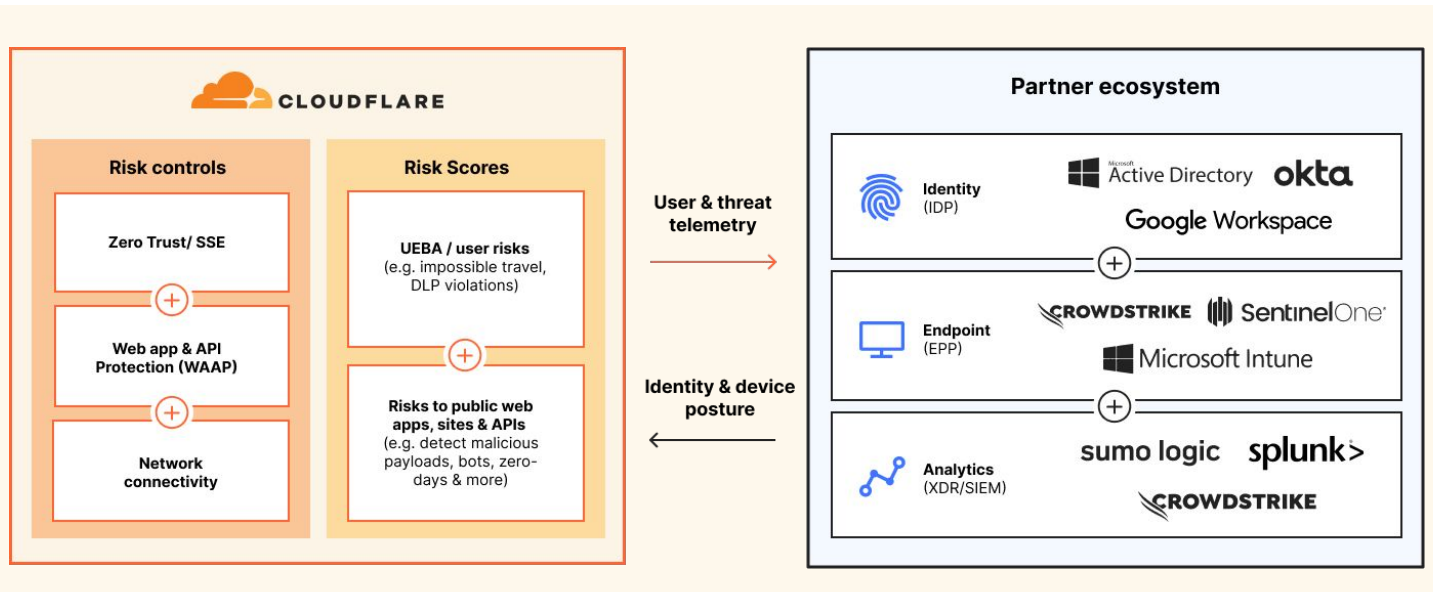 CLOUDFLARE
Risk controls
Zero Trust/ SSE
Web app & API
Protection (WAAP)
Network
connectivity
Risk Scores
UEBA / user risks
(e.g. impossible travel,
DLP violations)
Risks to public web
apps, sites & APIs
(e.g. detect malicious
payloads, bots, zero-
days & more)
User & threat
telemetry
Identity & device
posture
Partner ecosystem
Identity
(IDP)
Microsoft
Active Directory
okta
Google Workspace
Endpoint
(EPP)
CROWDSTRIKE
SentinelOne
Microsoft Intune
Analytics
(XDR/SIEM)
sumo logic
splunk>
CROWDSTRIKE